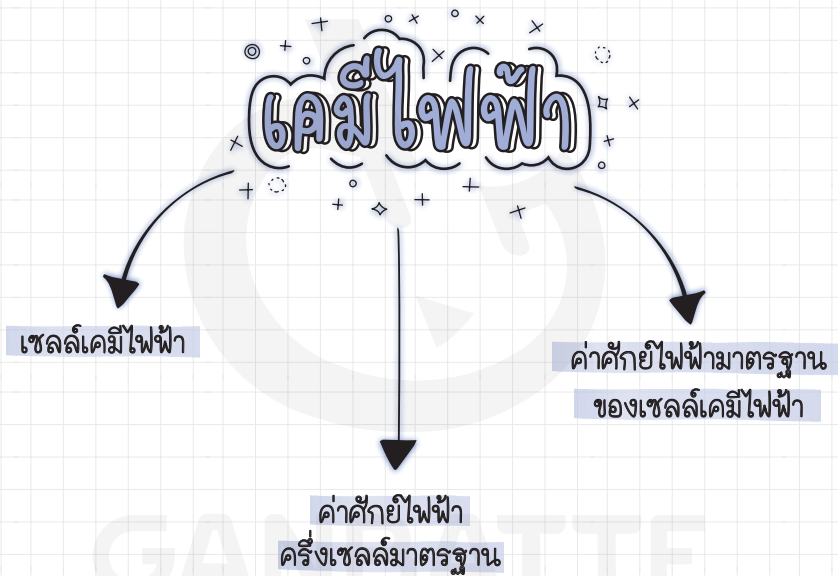 เคมีไฟฟ้า
เซลล์เคมีไฟฟ้า
ค่าศักย์ไฟฟ้ามาตรฐาน
ของเซลล์เคมีไฟฟ้า
ค่าศักย์ไฟฟ้า
ครึ่งเซลล์มาตรฐาน